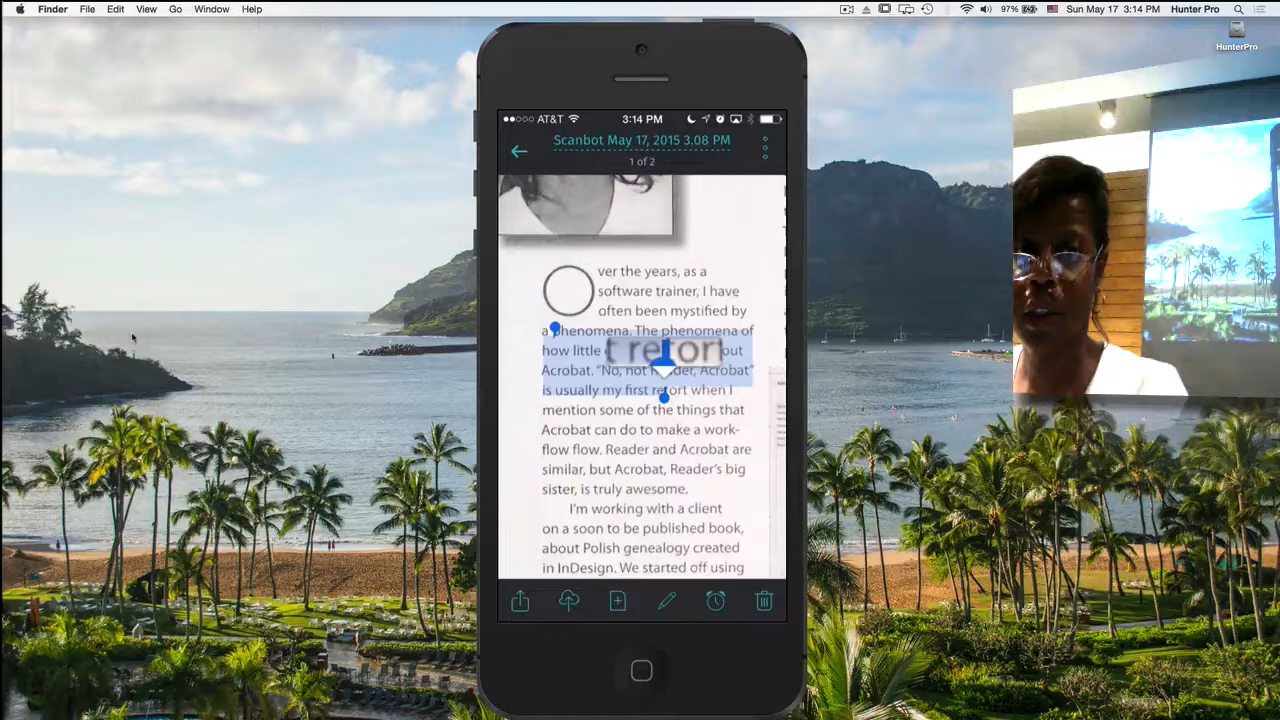 Finder File Edit View Go Window Help
97% Sun May 17 3:14 PM Hunter Pro
HunterPro
AT&T 3:14 PM
Scanbot May 17, 2015 3.08 PM
1 of 2
ver the years, as a
software trainer, I have
often been mystified by
a phenomena. The phenomena of
how little t retort out
Acrobat. “No, not Reader, Acrobat”
is usually my first retort when I
mention some of the things that
Acrobat can do to make a work-
flow flow. Reader and Acrobat are
similar, but Acrobat, Reader’s big
sister, is truly awesome.
I’m working with a client
on a soon to be published book,
about Polish genealogy created
in InDesign. We started off using